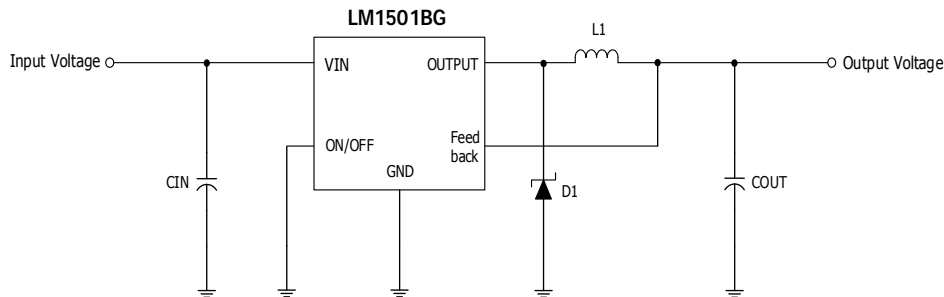 LM1501BG
L1
Input Voltage
VIN
OUTPUT
Output Voltage
ON/OFF
Feed
back
GND
CIN
D1
COUT